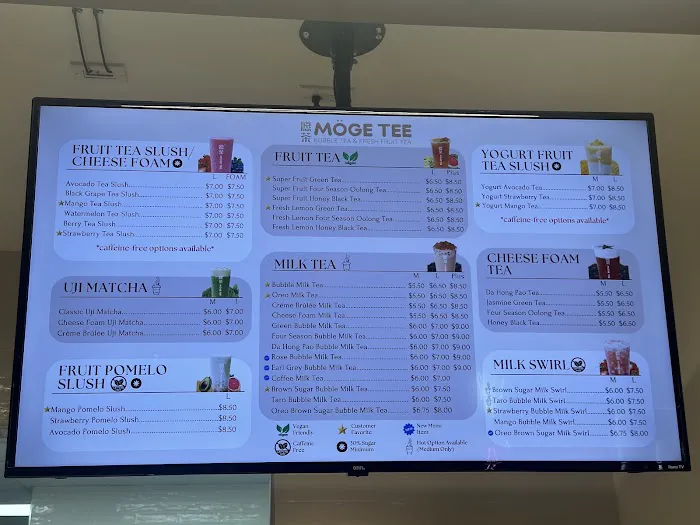 MÖGE TEE
BUBBLE TEA & FRESH FRUIT TEA
FRUIT TEA SLUSH/
CHEESE FOAM
L FOAM
Avocado Tea Slush $7.00 $7.50
Black Grape Tea Slush $7.00 $7.50
Mango Tea Slush $7.00 $7.50
Watermelon Tea Slush $7.00 $7.50
Berry Tea Slush $7.00 $7.50
Strawberry Tea Slush $7.00 $7.50
*caffeine-free options available*
UJI MATCHA
M L
Classic Uji Matcha $6.00 $7.00
Cheese Foam Uji Matcha $6.00 $7.00
Crème Brûlée Uji Matcha $6.00 $7.00
FRUIT POMELO
SLUSH
L
Mango Pomelo Slush $8.50
Strawberry Pomelo Slush $8.50
Avocado Pomelo Slush $8.50
FRUIT TEA
L Plus
Super Fruit Green Tea $6.50 $8.50
Super Fruit Four Season Oolong Tea $6.50 $8.50
Super Fruit Honey Black Tea $6.50 $8.50
Fresh Lemon Green Tea $6.50 $8.50
Fresh Lemon Four Season Oolong Tea $6.50 $8.50
Fresh Lemon Honey Black Tea $6.50 $8.50
MILK TEA
M L Plus
Bubble Milk Tea $5.50 $6.50 $8.50
Oreo Milk Tea $5.50 $6.50 $8.50
Crème Brûlée Milk Tea $5.50 $6.50 $8.50
Cheese Foam Milk Tea $5.50 $6.50 $8.50
Green Bubble Milk Tea $6.00 $7.00 $9.00
Four Season Bubble Milk Tea $6.00 $7.00 $9.00
Da Hong Pao Bubble Milk Tea $6.00 $7.00 $9.00
Rose Bubble Milk Tea $6.00 $7.00 $9.00
Earl Grey Bubble Milk Tea $6.00 $7.00 $9.00
Coffee Milk Tea $6.00 $7.00
Brown Sugar Bubble Milk Tea $6.00 $7.50
Taro Bubble Milk Tea $6.00 $7.50
Oreo Brown Sugar Bubble Milk Tea $6.75 $8.00
Vegan Friendly
Customer Favorite
New Menu Item
Caffeine Free
30% Sugar Minimum
Hot Option Available (Medium Only)
YOGURT FRUIT
TEA SLUSH
M L
Yogurt Avocado Tea $7.00 $8.50
Yogurt Strawberry Tea $7.00 $8.50
Yogurt Mango Tea $7.00 $8.50
*caffeine-free options available*
CHEESE FOAM
TEA
M L
Da Hong Pao Tea $5.50 $6.50
Jasmine Green Tea $5.50 $6.50
Four Season Oolong Tea $5.50 $6.50
Honey Black Tea $5.50 $6.50
MILK SWIRL
M L
Brown Sugar Milk Swirl $6.00 $7.50
Taro Bubble Milk Swirl $6.00 $7.50
Strawberry Bubble Milk Swirl $6.00 $7.50
Mango Bubble Milk Swirl $6.00 $7.50
Oreo Brown Sugar Milk Swirl $6.75 $8.00
Roku TV